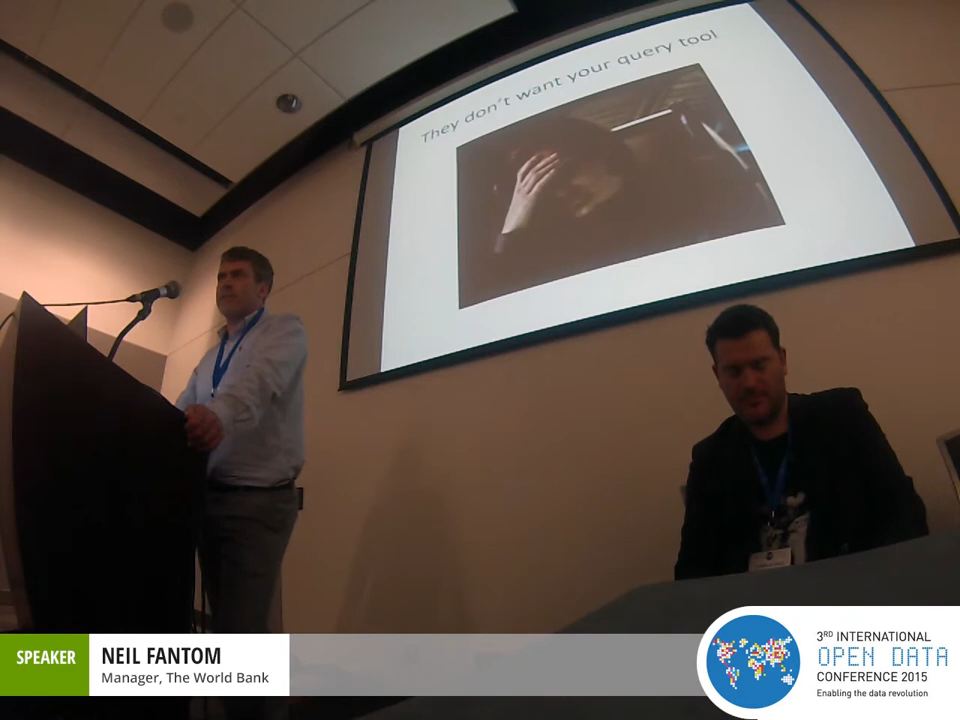 They don't want your query tool
SPEAKER
NEIL FANTOM
Manager, The World Bank
3RD INTERNATIONAL
OPEN DATA
CONFERENCE 2015
Enabling the data revolution